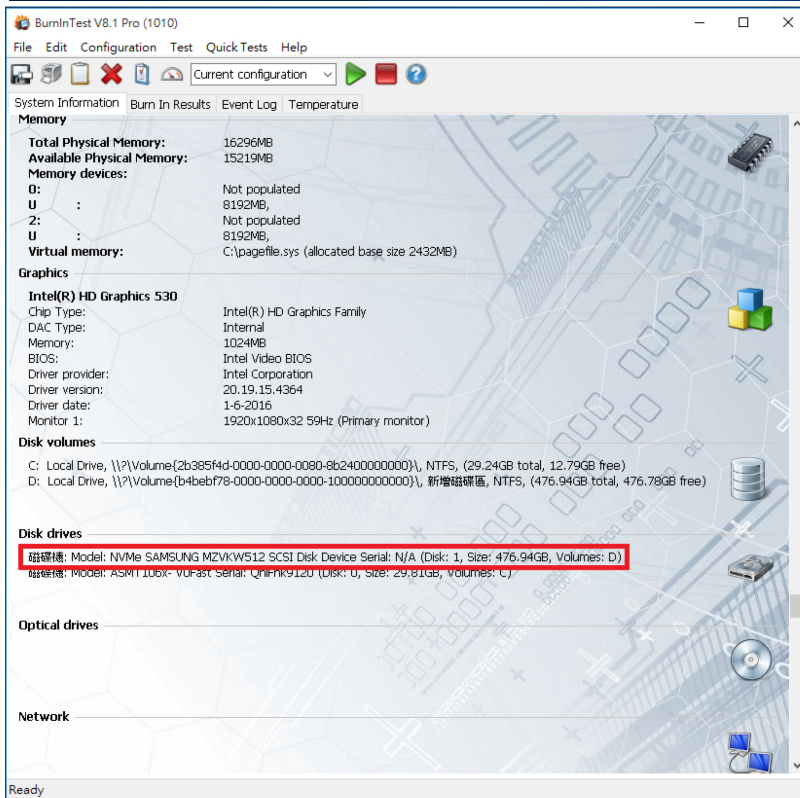 BurnInTest V8.1 Pro (1010)
File Edit Configuration Test Quick Tests Help
Current configuration
System Information Burn In Results Event Log Temperature
Memory
Total Physical Memory: 16296MB
Available Physical Memory: 15219MB
Memory devices:
0: Not populated
U : 8192MB,
2: Not populated
U : 8192MB,
Virtual memory: C:\pagefile.sys (allocated base size 2432MB)
Graphics
Intel(R) HD Graphics 530
Chip Type: Intel(R) HD Graphics Family
DAC Type: Internal
Memory: 1024MB
BIOS: Intel Video BIOS
Driver provider: Intel Corporation
Driver version: 20.19.15.4364
Driver date: 1-6-2016
Monitor 1: 1920x1080x32 59Hz (Primary monitor)
Disk volumes
C: Local Drive, \\?\Volume{2b385f4d-0000-0000-0080-8b2400000000}\, NTFS, (29.24GB total, 12.79GB free)
D: Local Drive, \\?\Volume{b4bebf78-0000-0000-0000-100000000000}\, 新增磁碟區, NTFS, (476.94GB total, 476.78GB free)
Disk drives
磁碟機: Model: NVMe SAMSUNG MZVKW512 SCSI Disk Device Serial: N/A (Disk: 1, Size: 476.94GB, Volumes: D)
磁碟機: Model: ASMT106x- V0Fast Serial: (Disk: 0, Size: 29.81GB, Volumes: C)
Optical drives
Network
Ready